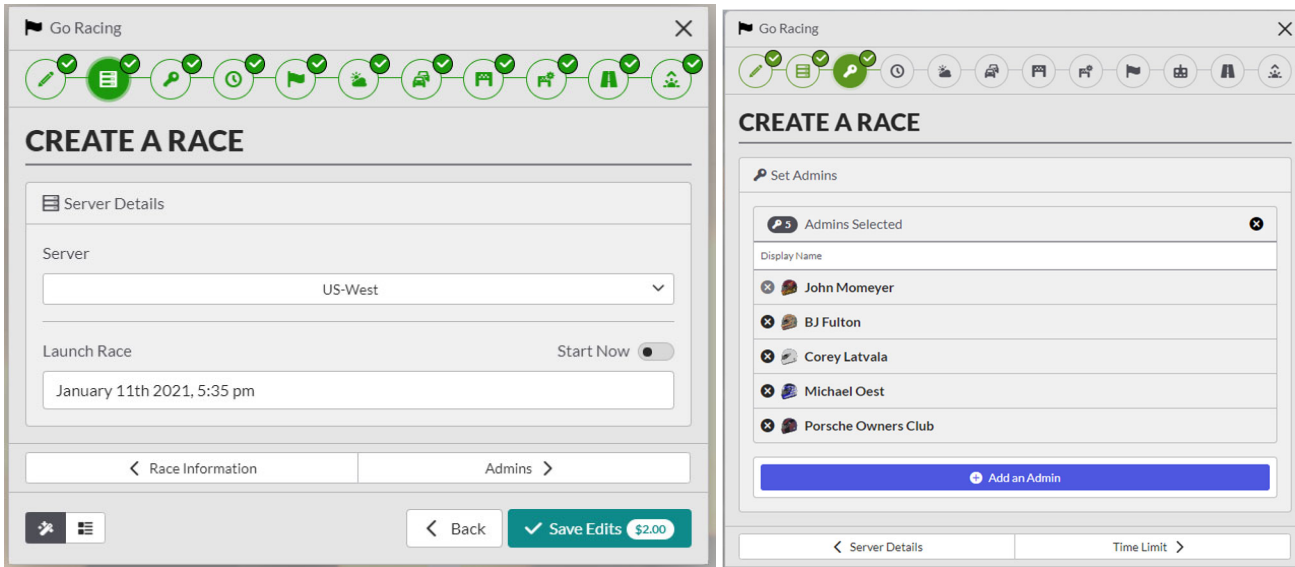 Go Racing
CREATE A RACE
Server Details
Server
US-West
Launch Race
Start Now
January 11th 2021, 5:35 pm
Race Information
Admins
Back
Save Edits $2.00
Go Racing
CREATE A RACE
Set Admins
5 Admins Selected
Display Name
John Momeyer
BJ Fulton
Corey Latvala
Michael Oest
Porsche Owners Club
Add an Admin
Server Details
Time Limit